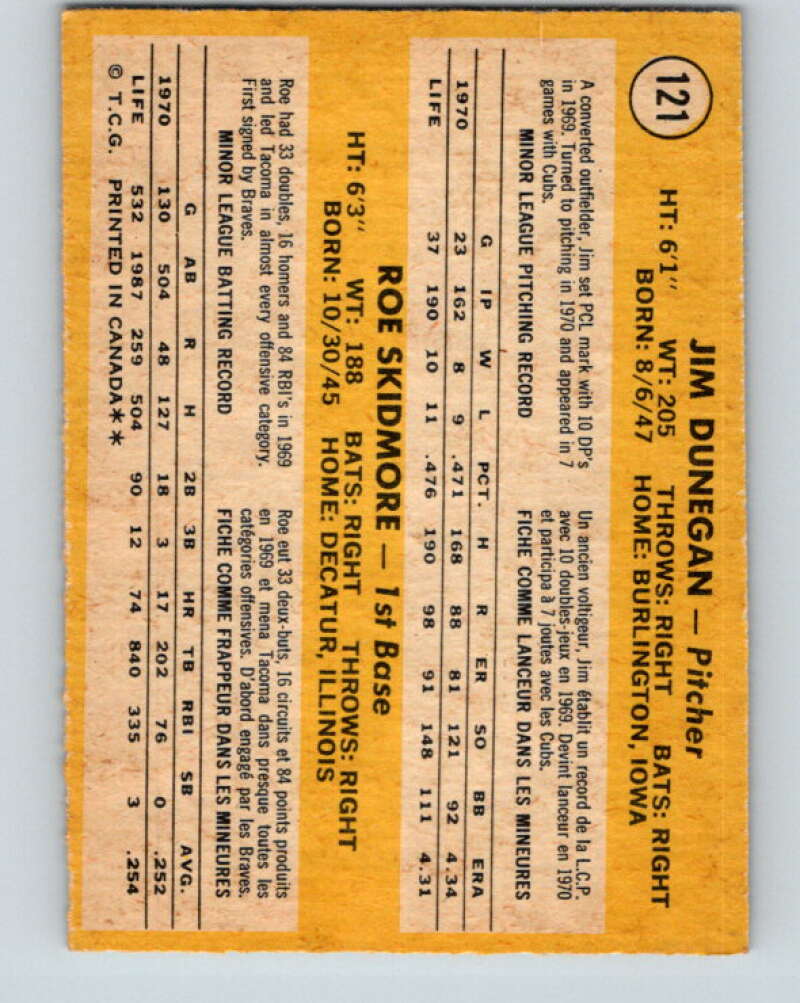 121
JIM DUNEGAN — Pitcher
HT: 6'1" WT: 205 THROWS: RIGHT BATS: RIGHT
BORN: 8/6/47 HOME: BURLINGTON, IOWA
A converted outfielder, Jim set PCL mark with 10 DP's
in 1969. Turned to pitching in 1970 and appeared in 7
games with Cubs.
Un ancien voltigeur, Jim établit un record de la L.C.P.
avec 10 doubles-jeux en 1969. Devint lanceur en 1970
et participa à 7 joutes avec les Cubs.
MINOR LEAGUE PITCHING RECORD FICHE COMME LANCEUR DANS LES MINEURES
G IP W L PCT. H R ER SO BB ERA
1970 23 162 8 9 .471 168 88 81 121 92 4.34
LIFE 37 190 10 11 .476 190 98 91 148 111 4.31
ROE SKIDMORE — 1st Base
HT: 6'3" WT: 188 BATS: RIGHT THROWS: RIGHT
BORN: 10/30/45 HOME: DECATUR, ILLINOIS
Roe had 33 doubles, 16 homers and 84 RBI's in 1969
and led Tacoma in almost every offensive category.
First signed by Braves.
Roe eut 33 deux-buts, 16 circuits et 84 points produits
en 1969 et mena Tacoma dans presque toutes les
catégories offensives. D'abord engagé par les Braves.
MINOR LEAGUE BATTING RECORD FICHE COMME FRAPPEUR DANS LES MINEURES
G AB R H 2B 3B HR TB RBI SB AVG.
1970 130 504 48 127 18 3 17 202 76 0 .252
LIFE 532 1987 259 504 90 12 74 840 335 3 .254
© T.C.G. PRINTED IN CANADA**